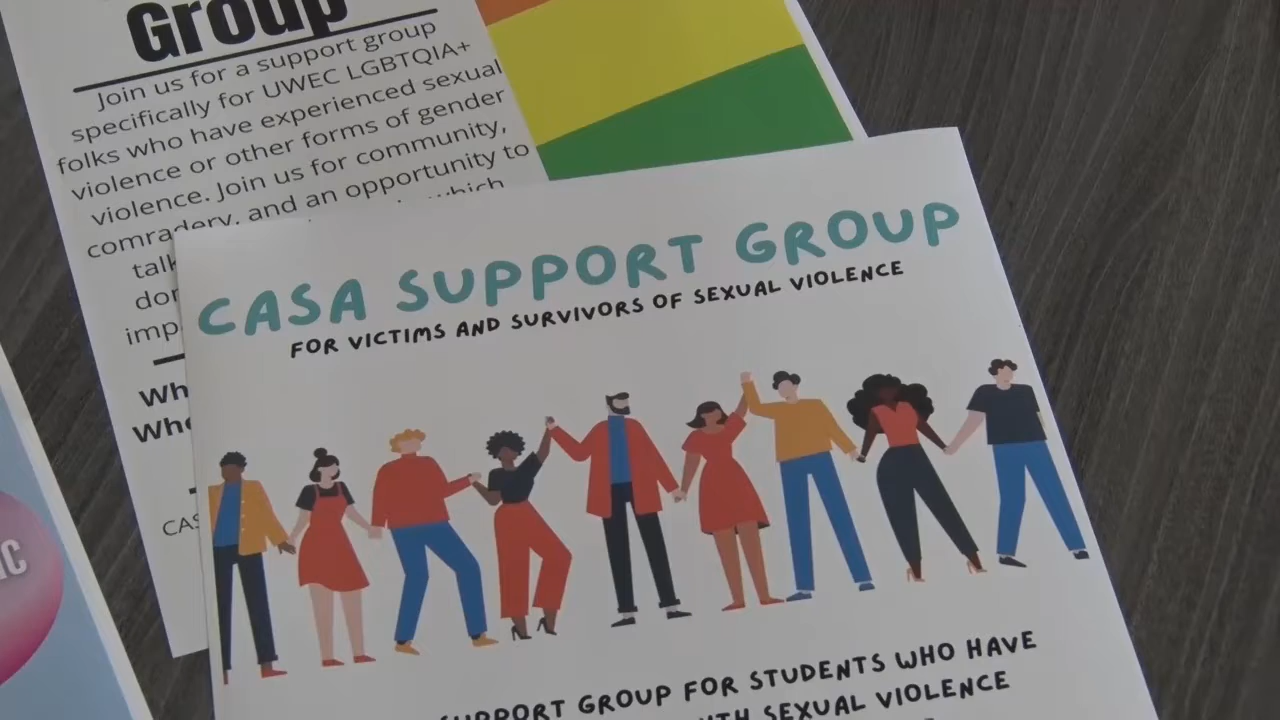 Group
Join us for a support group
specifically for UWEC LGBTQIA+
folks who have experienced sexual
violence or other forms of gender
violence. Join us for community,
comradery, and an opportunity to
which
CASA SUPPORT GROUP
FOR VICTIMS AND SURVIVORS OF SEXUAL VIOLENCE
SUPPORT GROUP FOR STUDENTS WHO HAVE
SEXUAL VIOLENCE